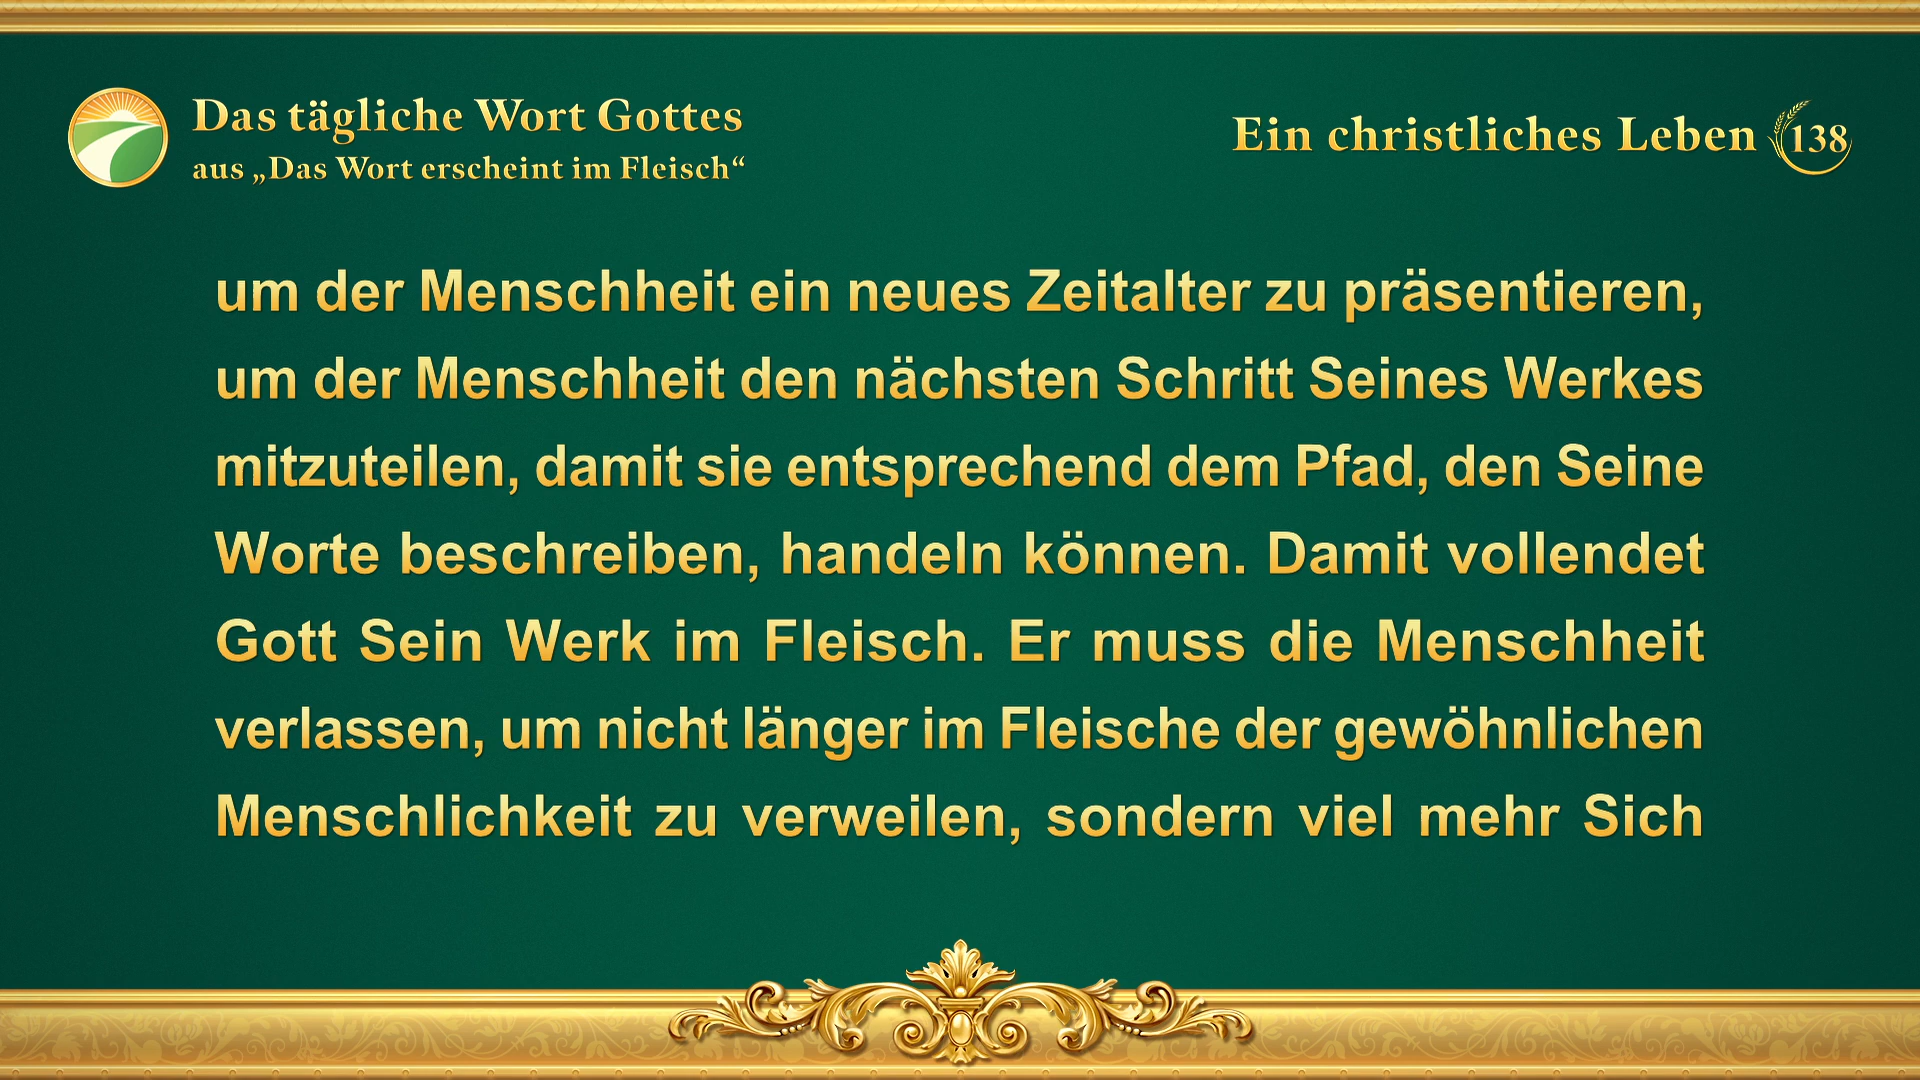 Das tägliche Wort Gottes
aus „Das Wort erscheint im Fleisch“
Ein christliches Leben 138
um der Menschheit ein neues Zeitalter zu präsentieren,
um der Menschheit den nächsten Schritt Seines Werkes
mitzuteilen, damit sie entsprechend dem Pfad, den Seine
Worte beschreiben, handeln können. Damit vollendet
Gott Sein Werk im Fleisch. Er muss die Menschheit
verlassen, um nicht länger im Fleische der gewöhnlichen
Menschlichkeit zu verweilen, sondern viel mehr Sich